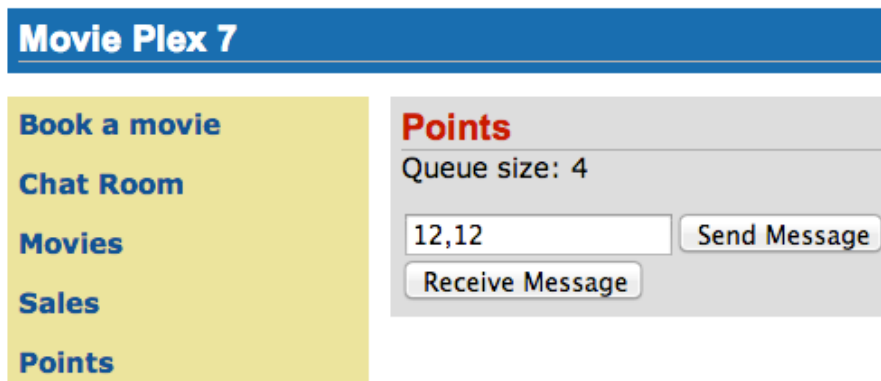 Movie Plex 7
Book a movie
Chat Room
Movies
Sales
Points
Points
Queue size: 4
12,12 Send Message
Receive Message